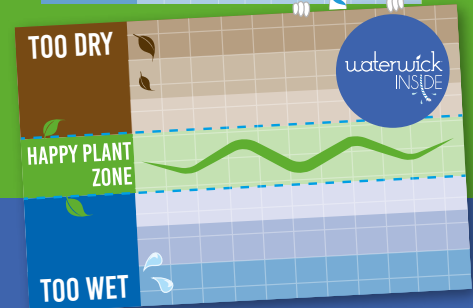 TOO DRY
waterwick
INSIDE
HAPPY PLANT
ZONE
TOO WET